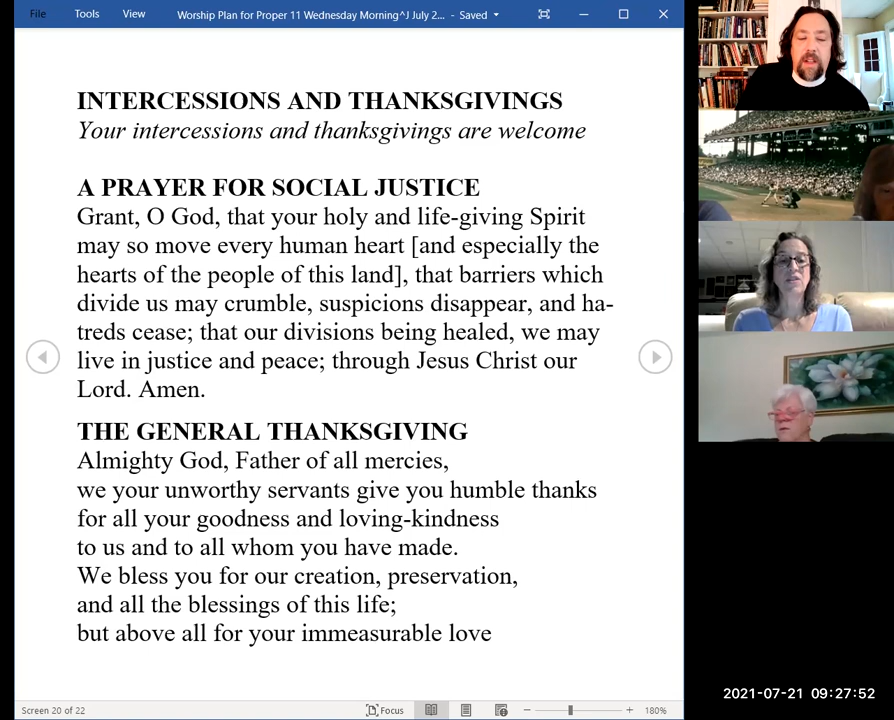 File Tools View Worship Plan for Proper 11 Wednesday Morning^J July 2... - Saved
INTERCESSIONS AND THANKSGIVINGS
Your intercessions and thanksgivings are welcome
A PRAYER FOR SOCIAL JUSTICE
Grant, O God, that your holy and life-giving Spirit
may so move every human heart [and especially the
hearts of the people of this land], that barriers which
divide us may crumble, suspicions disappear, and ha-
treds cease; that our divisions being healed, we may
live in justice and peace; through Jesus Christ our
Lord. Amen.
THE GENERAL THANKSGIVING
Almighty God, Father of all mercies,
we your unworthy servants give you humble thanks
for all your goodness and loving-kindness
to us and to all whom you have made.
We bless you for our creation, preservation,
and all the blessings of this life;
but above all for your immeasurable love
2021-07-21 09:27:52
Screen 20 of 22 Focus 180%